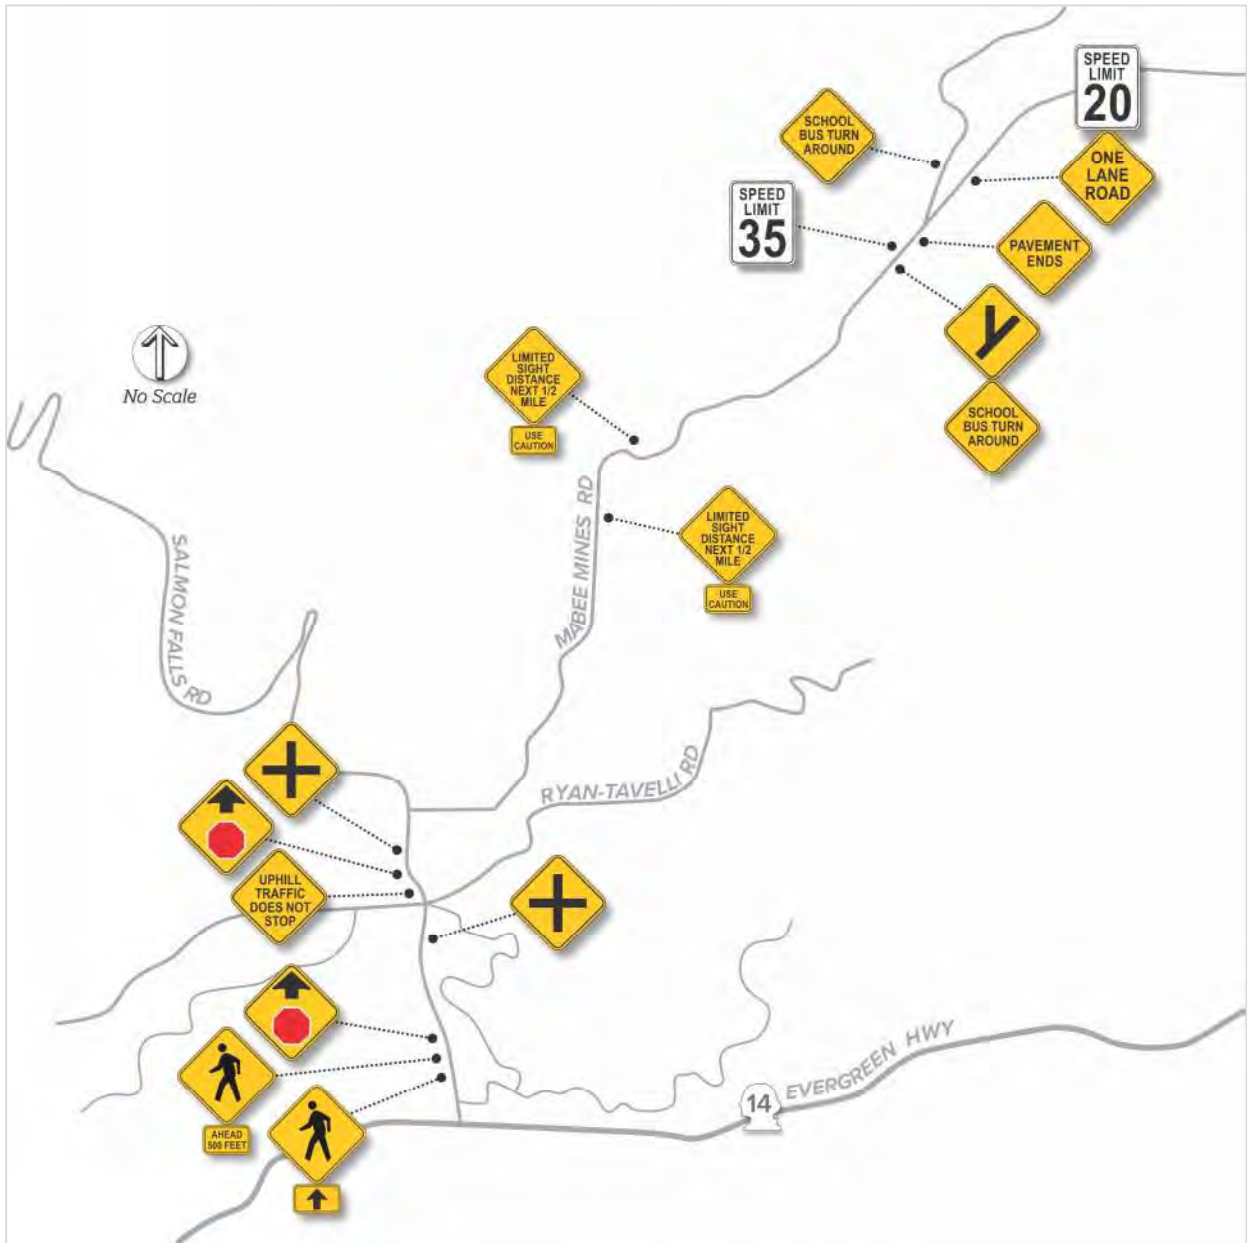 SPEED
LIMIT
20
SCHOOL
BUS TURN
AROUND
ONE
LANE
ROAD
SPEED
LIMIT
35
PAVEMENT
ENDS
LIMITED
SIGHT
DISTANCE
NEXT 1/2
MILE
USE
CAUTION
No Scale
SCHOOL
BUS TURN
AROUND
MABEE MINES RD
LIMITED
SIGHT
DISTANCE
NEXT 1/2
MILE
USE
CAUTION
SALMON FALLS RD
RYAN-TAVELLI RD
UPHILL
TRAFFIC
DOES NOT
STOP
EVERGREEN HWY
14
AHEAD
500 FEET